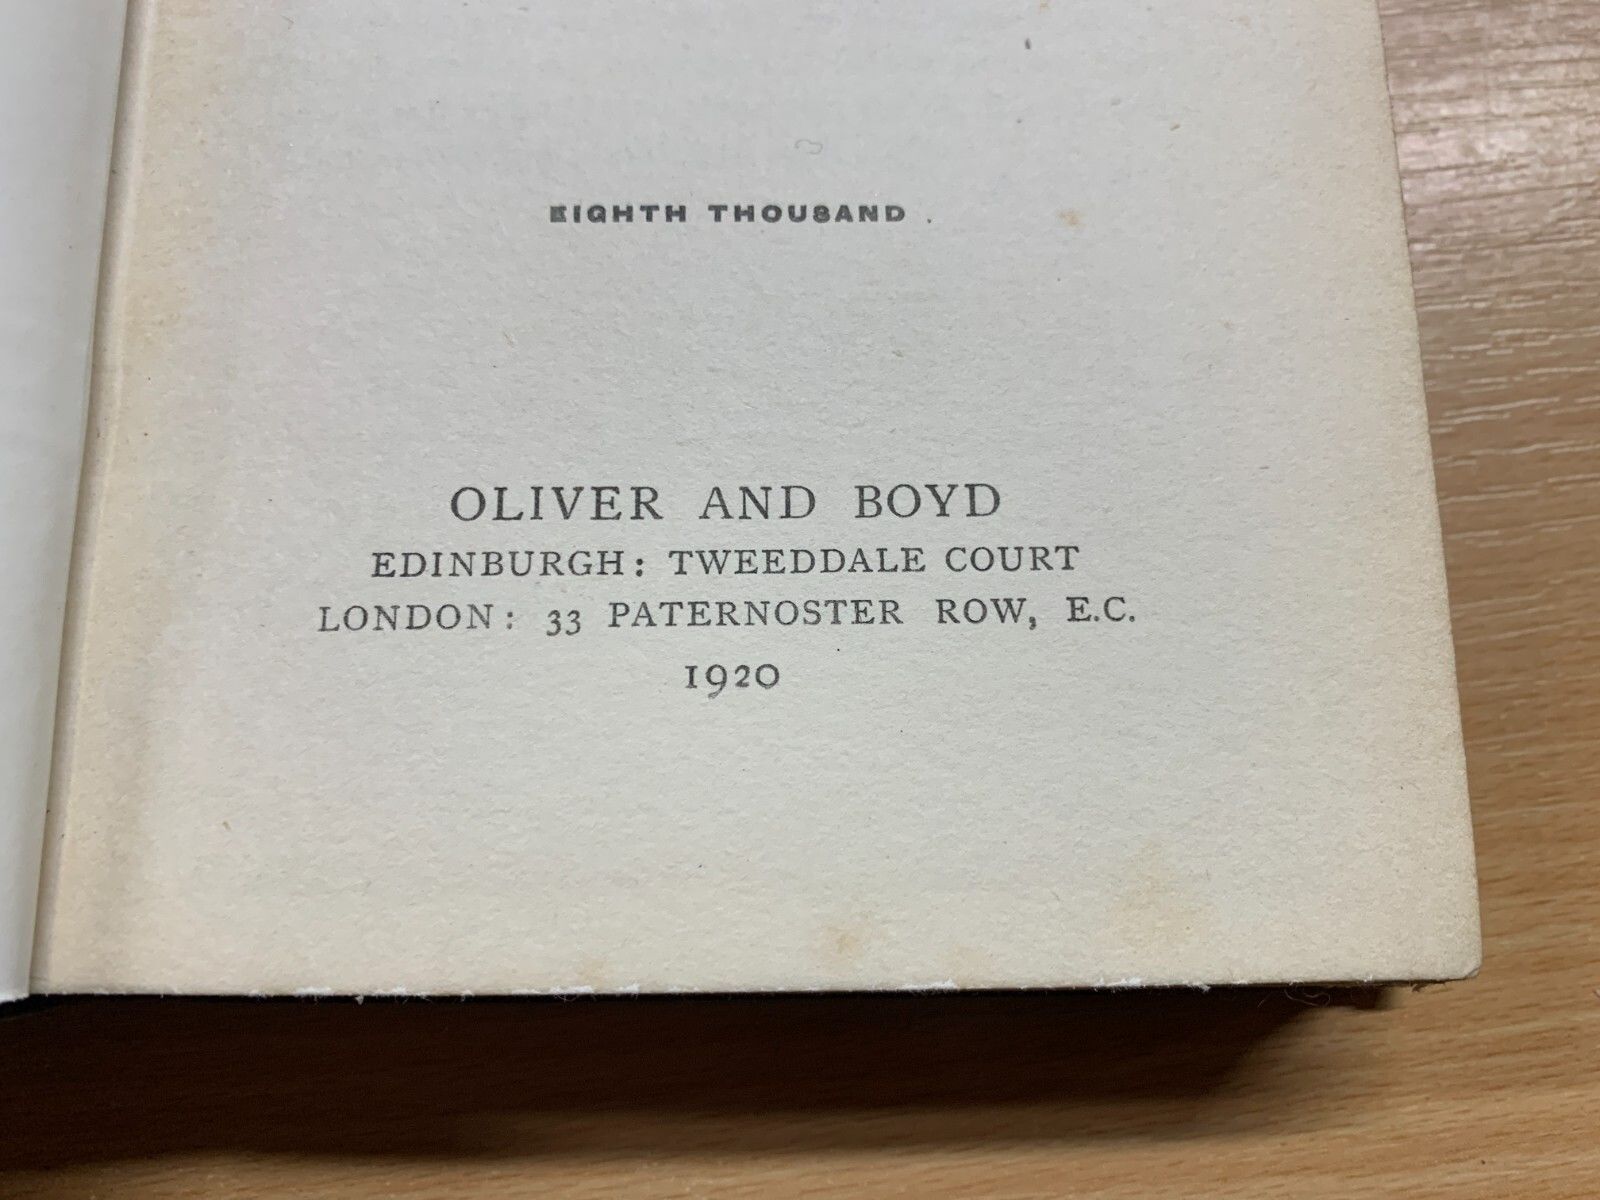 EIGHTH THOUSAND.
OLIVER AND BOYD
EDINBURGH: TWEEDDALE COURT
LONDON: 33 PATERNOSTER ROW, E.C.
1920